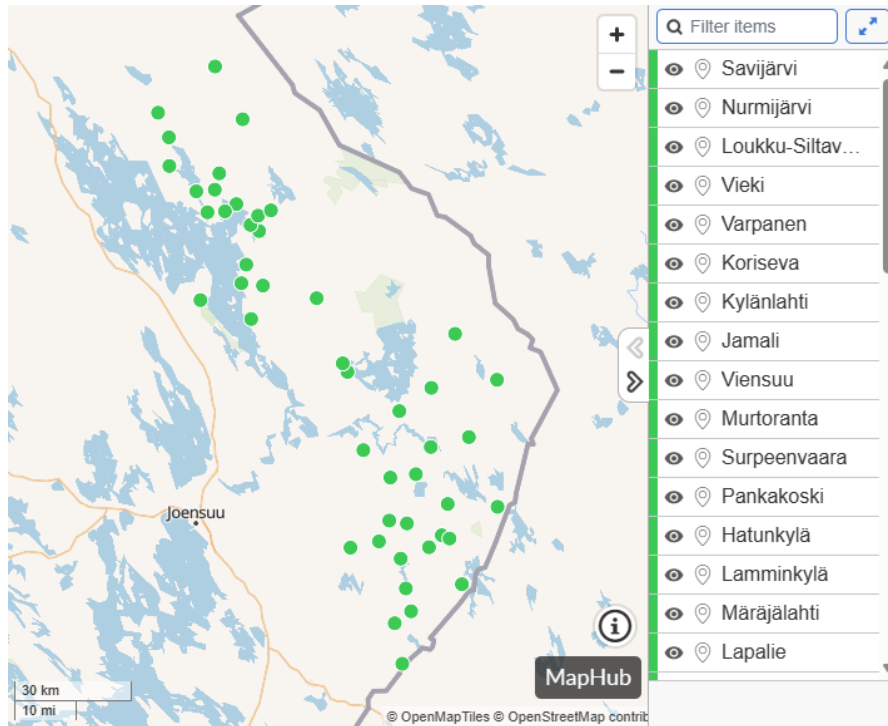 Joensuu
30 km
10 mi
MapHub
© OpenMapTiles © OpenStreetMap contrib
Filter items
Savijärvi
Nurmijärvi
Loukku-Siltav...
Vieki
Varpanen
Koriseva
Kylänlahti
Jamali
Viensuu
Murtoranta
Surpeenvaara
Pankakoski
Hatunkylä
Lamminkylä
Märäjälahti
Lapalie